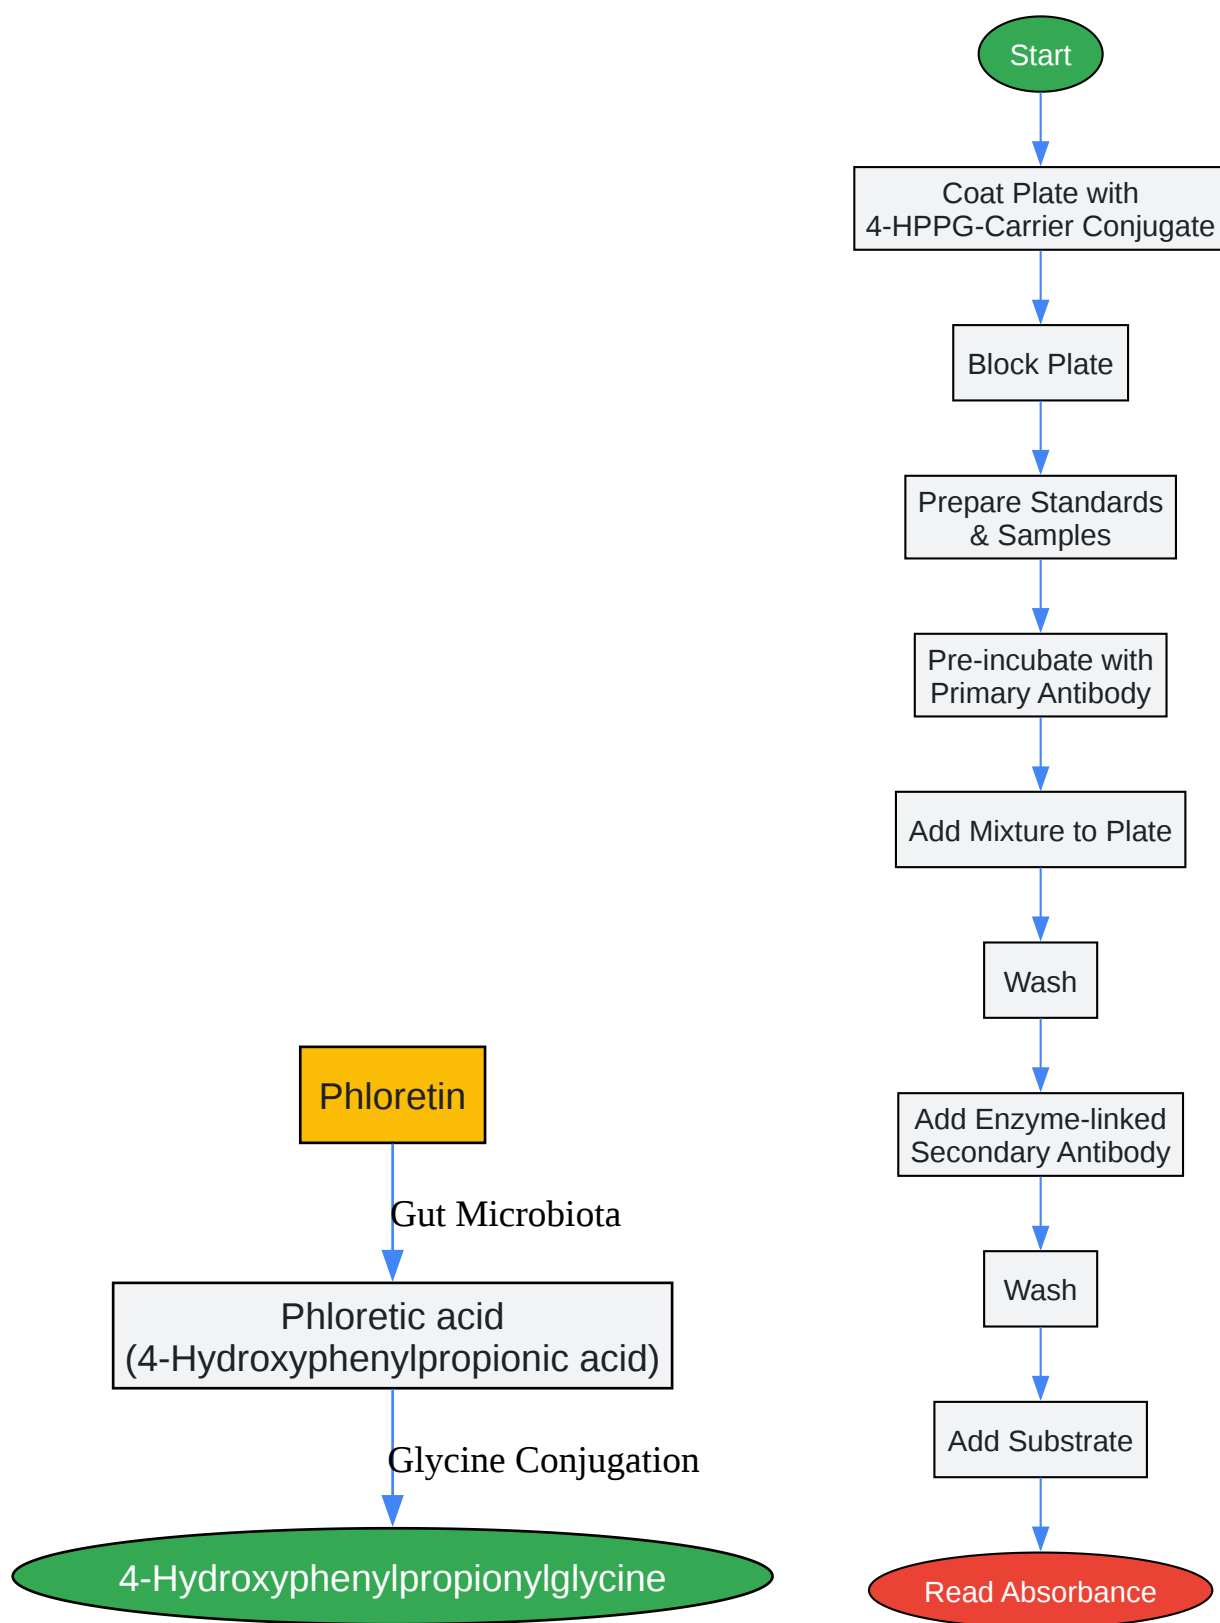 Start
Coat Plate with
4-HPPG-Carrier Conjugate
Block Plate
Prepare Standards
& Samples
Pre-incubate with
Primary Antibody
Add Mixture to Plate
Wash
Add Enzyme-linked
Secondary Antibody
Wash
Add Substrate
Read Absorbance
Phloretin
Gut Microbiota
Phloretic acid
(4-Hydroxyphenylpropionic acid)
Glycine Conjugation
4-Hydroxyphenylpropionylglycine